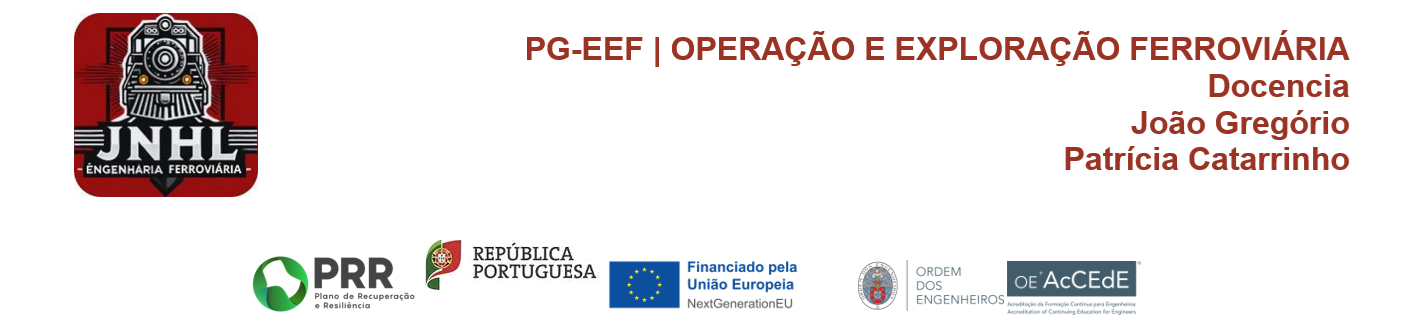 PG-EEF | OPERAÇÃO E EXPLORAÇÃO FERROVIÁRIA
Docencia
João Gregório
Patrícia Catarrinho
JNHL
- ENGENHARIA FERROVIÁRIA -
PRR
Plano de Recuperação
e Resiliência
REPÚBLICA
PORTUGUESA
Financiado pela
União Europeia
NextGenerationEU
ORDEM
DOS
ENGENHEIROS
OE+AcCEdE
Acreditação da Formação Contínua para Engenheiros
Accreditation of Continuing Education for Engineers